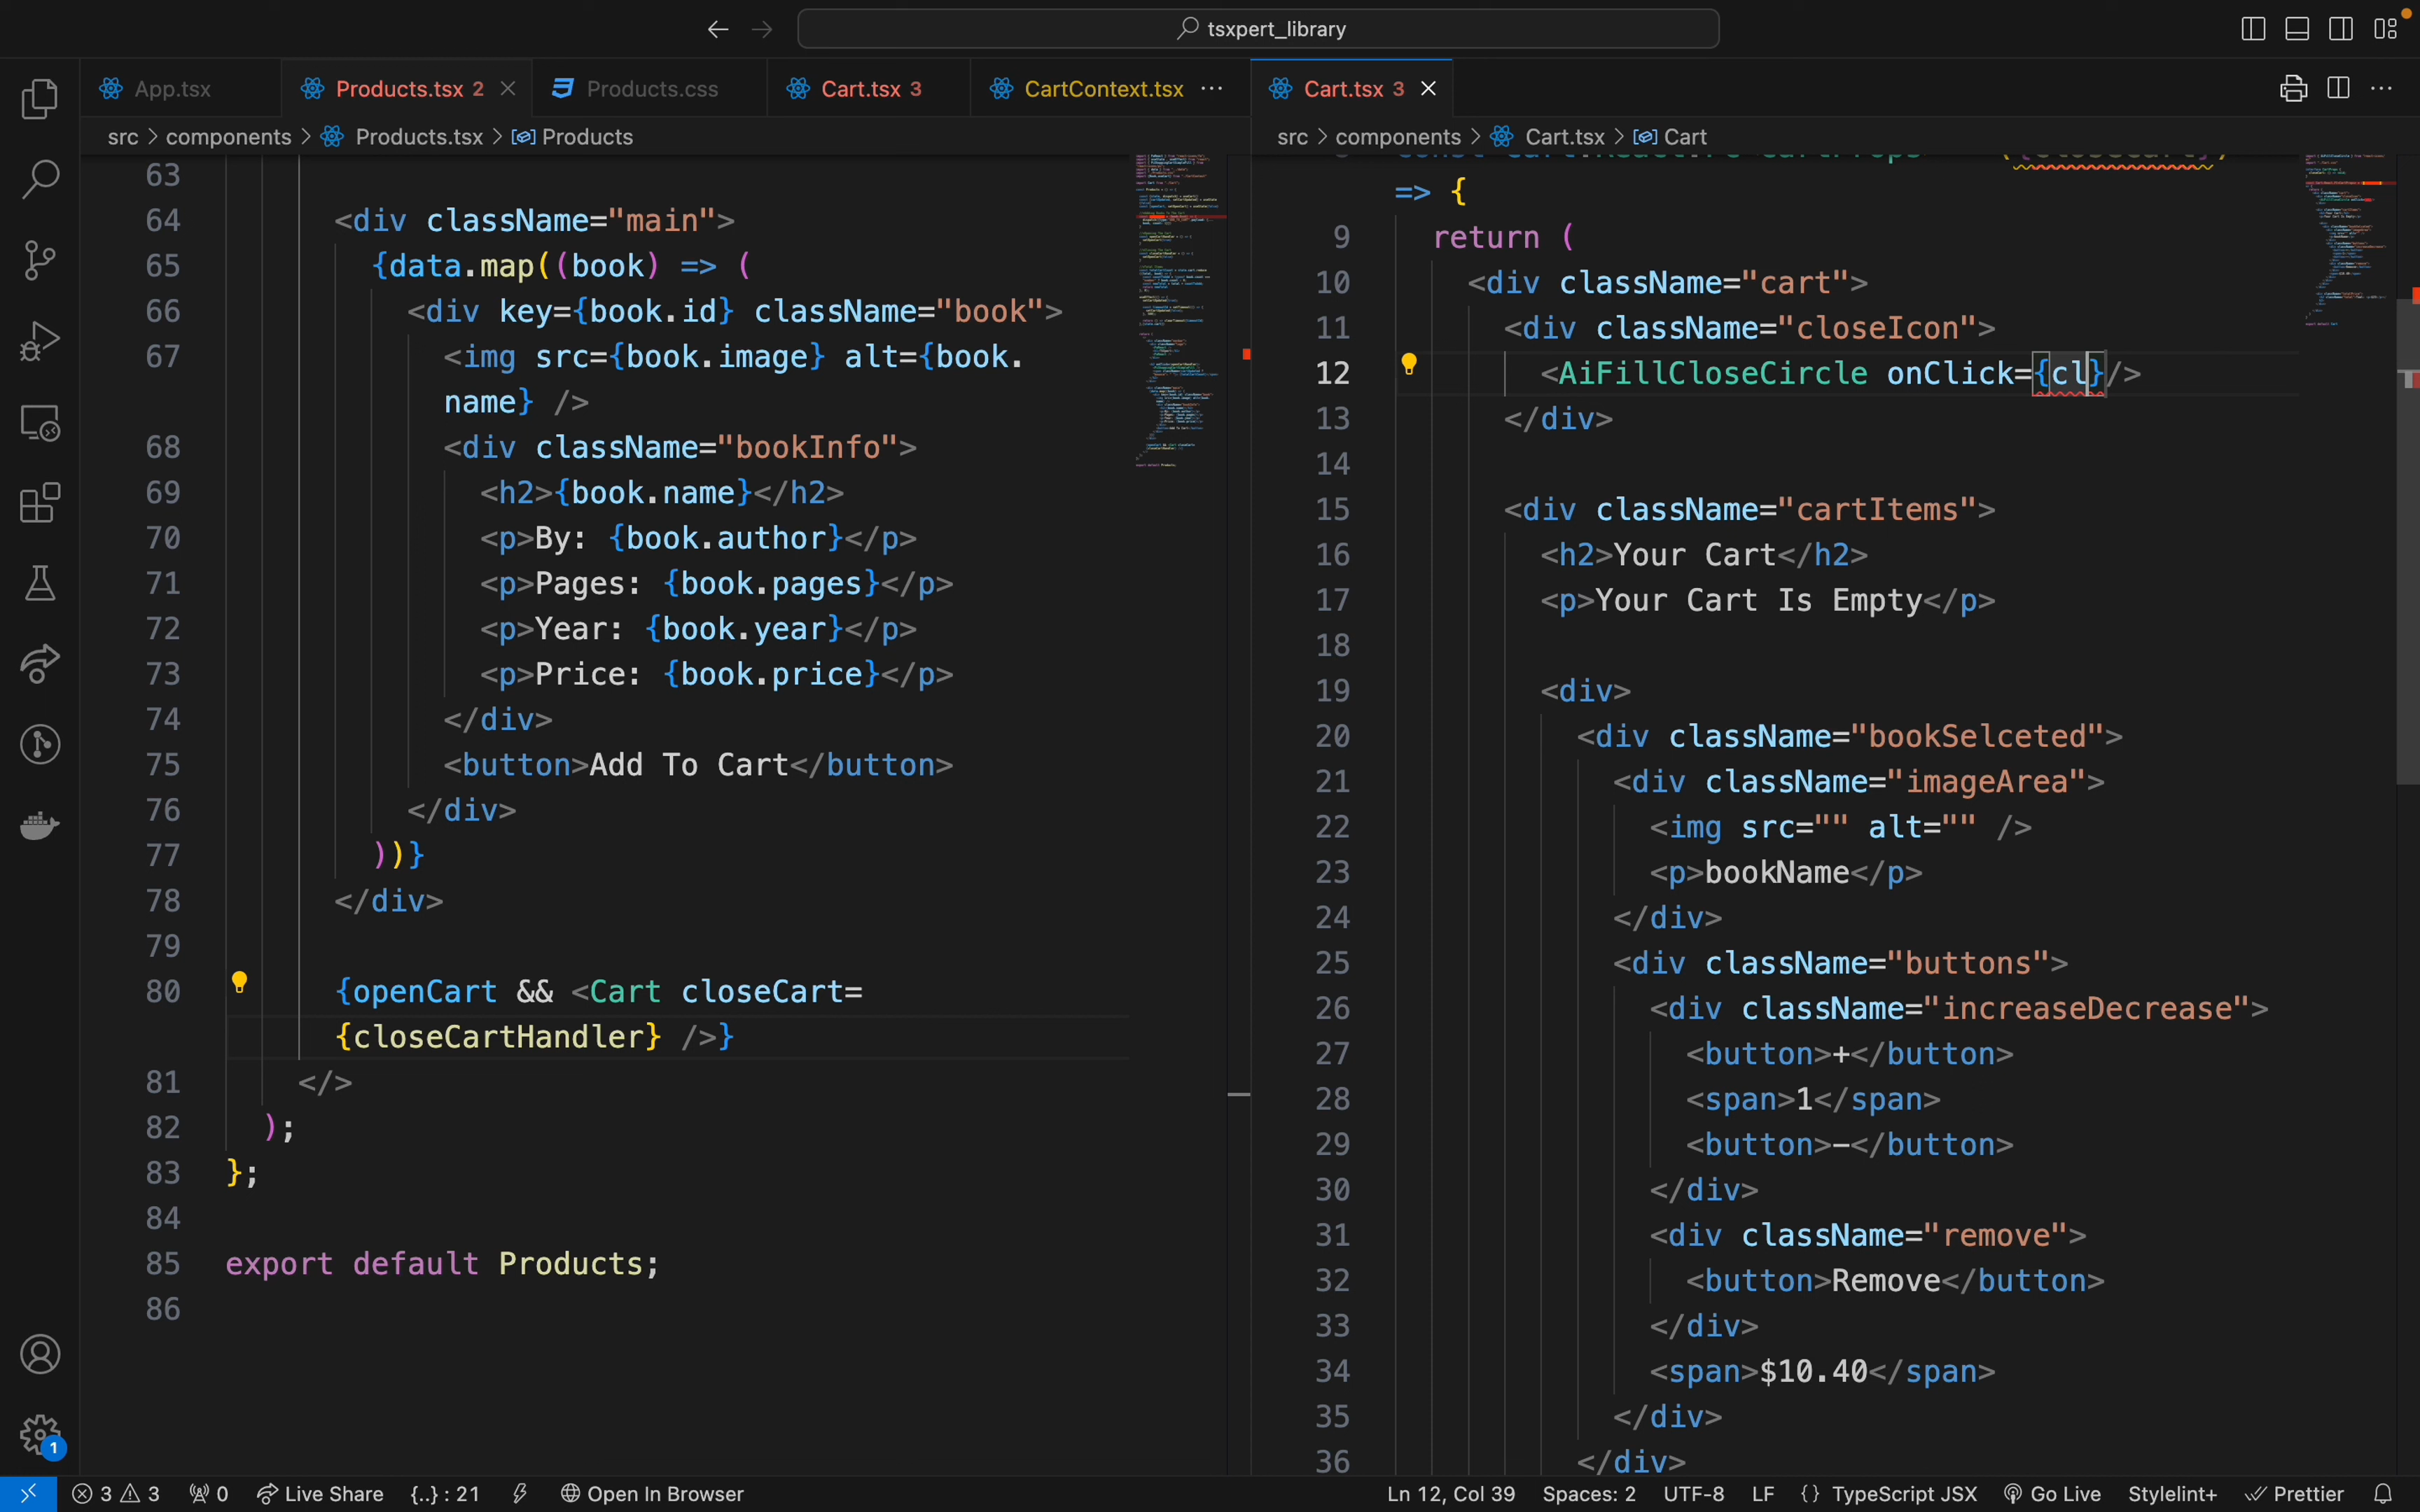 tsxpert_library
App.tsx
Products.tsx 2
Products.css
Cart.tsx 3
CartContext.tsx
Cart.tsx 3
src > components > Products.tsx > Products
63
64 <div className="main">
65 {data.map((book) => (
66 <div key={book.id} className="book">
67 <img src={book.image} alt={book.
name} />
68 <div className="bookInfo">
69 <h2>{book.name}</h2>
70 <p>By: {book.author}</p>
71 <p>Pages: {book.pages}</p>
72 <p>Year: {book.year}</p>
73 <p>Price: {book.price}</p>
74 </div>
75 <button>Add To Cart</button>
76 </div>
77 ))}
78 </div>
79
80 {openCart && <Cart closeCart=
{closeCartHandler} />}
81 </>
82 );
83 };
84
85 export default Products;
86
src > components > Cart.tsx > Cart
=> {
9 return (
10 <div className="cart">
11 <div className="closeIcon">
12 <AiFillCloseCircle onClick={cl}/>
13 </div>
14
15 <div className="cartItems">
16 <h2>Your Cart</h2>
17 <p>Your Cart Is Empty</p>
18
19 <div>
20 <div className="bookSelceted">
21 <div className="imageArea">
22 <img src="" alt="" />
23 <p>bookName</p>
24 </div>
25 <div className="buttons">
26 <div className="increaseDecrease">
27 <button>+</button>
28 <span>1</span>
29 <button>-</button>
30 </div>
31 <div className="remove">
32 <button>Remove</button>
33 </div>
34 <span>$10.40</span>
35 </div>
36 </div>
1
3 3 0 Live Share {..} : 21 Open In Browser Ln 12, Col 39 Spaces: 2 UTF-8 LF {} TypeScript JSX Go Live Stylelint+ Prettier